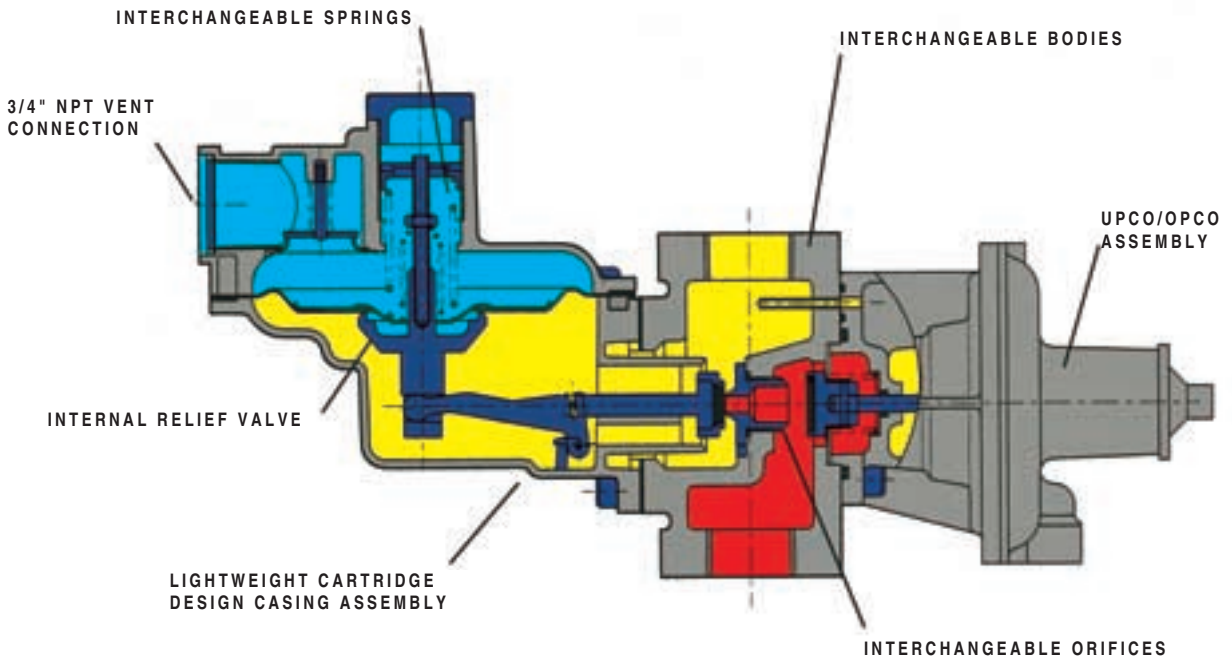 INTERCHANGEABLE SPRINGS
INTERCHANGEABLE BODIES
3/4" NPT VENT
CONNECTION
UPCO/OPCO
ASSEMBLY
INTERNAL RELIEF VALVE
LIGHTWEIGHT CARTRIDGE
DESIGN CASING ASSEMBLY
INTERCHANGEABLE ORIFICES